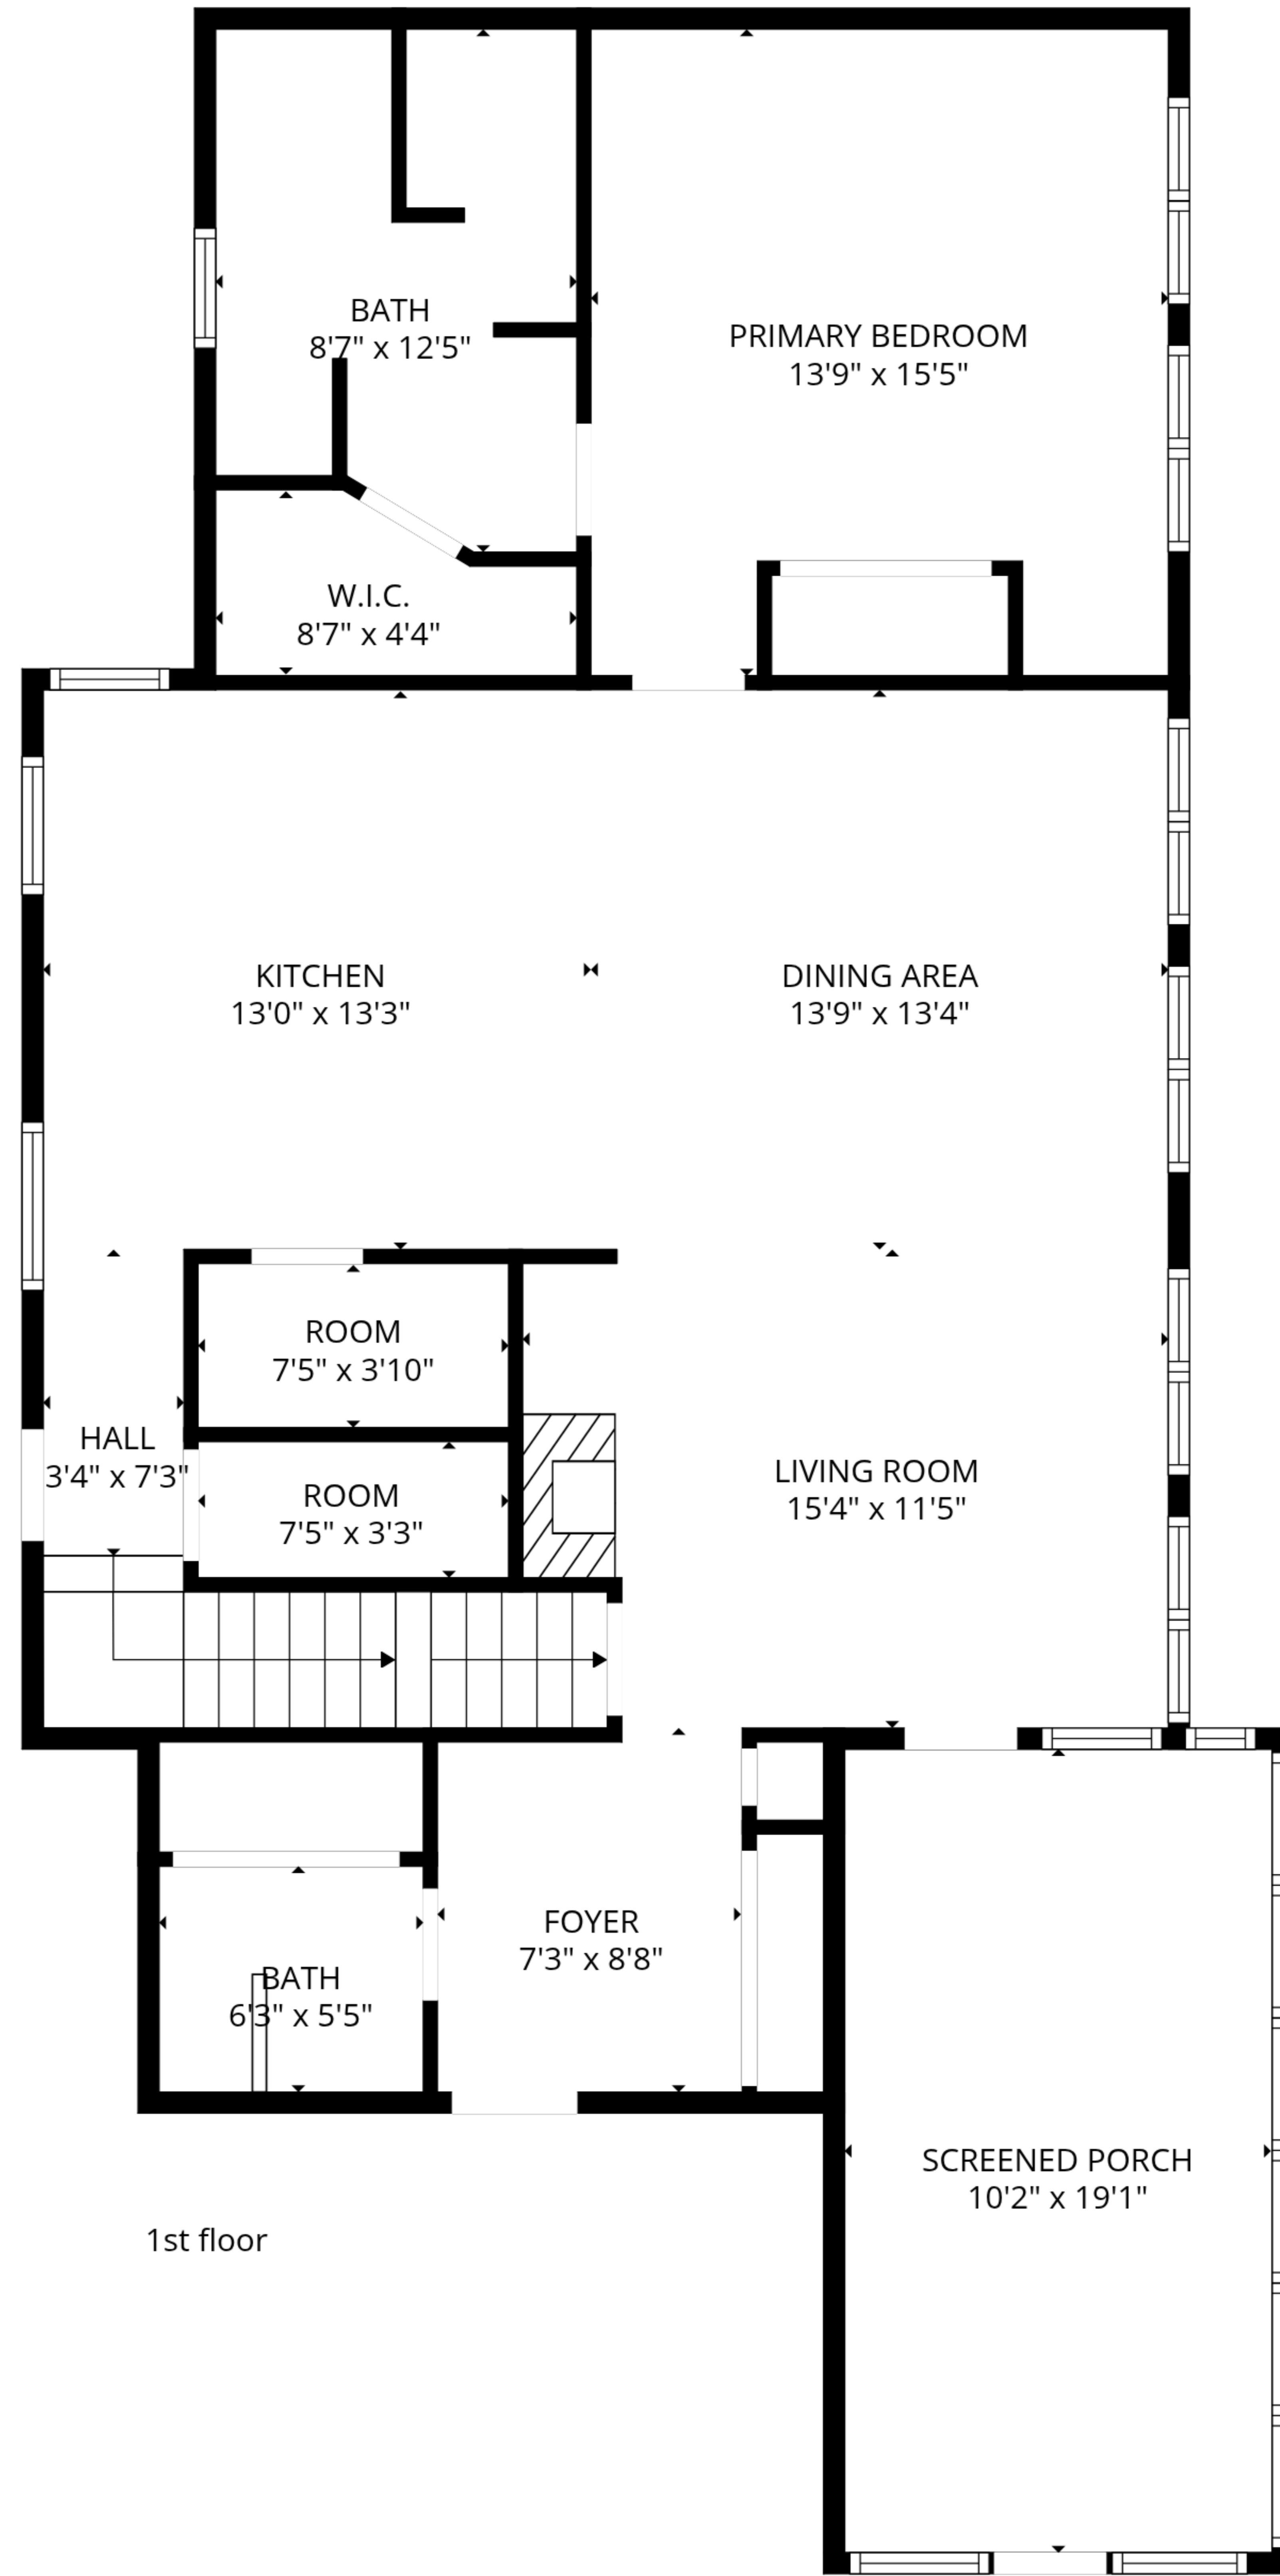 BATH
8'7" x 12'5"
PRIMARY BEDROOM
13'9" x 15'5"
W.I.C.
8'7" x 4'4"
KITCHEN
13'0" x 13'3"
DINING AREA
13'9" x 13'4"
ROOM
7'5" x 3'10"
HALL
3'4" x 7'3"
ROOM
7'5" x 3'3"
LIVING ROOM
15'4" x 11'5"
FOYER
7'3" x 8'8"
BATH
6'3" x 5'5"
SCREENED PORCH
10'2" x 19'1"
1st floor